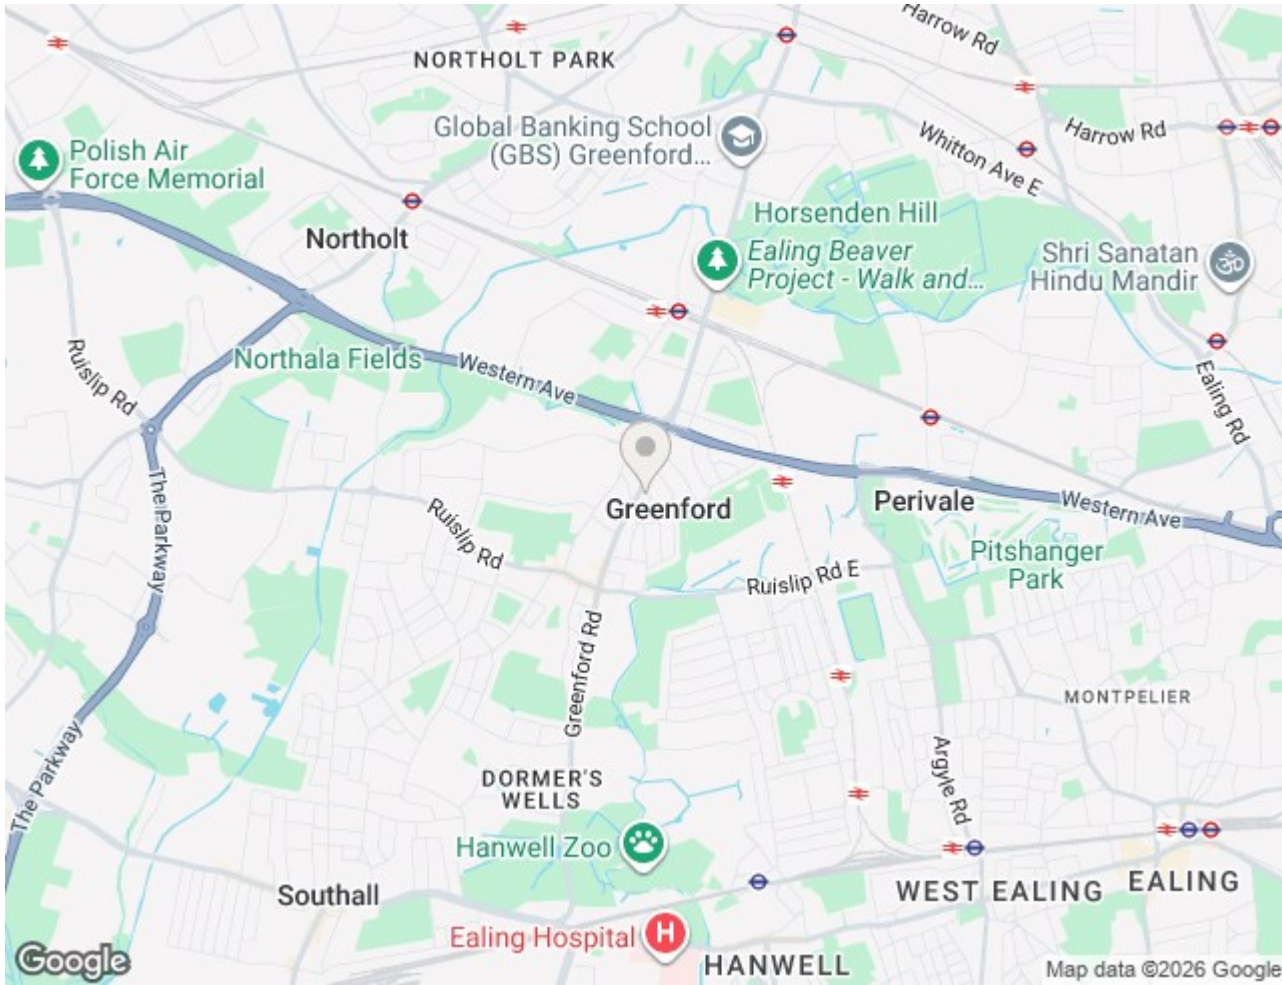 Harrow Rd
NORTHOLT PARK
Global Banking School
(GBS) Greenford...
Harrow Rd
Whitton Ave E
Polish Air
Force Memorial
Horsenden Hill
Northolt
Ealing Beaver
Project - Walk and...
Shri Sanatan
Hindu Mandir
Ruislip Rd
Northala Fields
Western Ave
Ealing Rd
The Parkway
Ruislip Rd
Greenford
Perivale
Western Ave
Pitshanger
Park
Ruislip Rd E
Greenford Rd
MONTPELIER
The Parkway
Argyle Rd
DORMER'S
WELLS
Hanwell Zoo
Southall
WEST EALING
EALING
Ealing Hospital
H
HANWELL
Google
Map data ©2026 Google